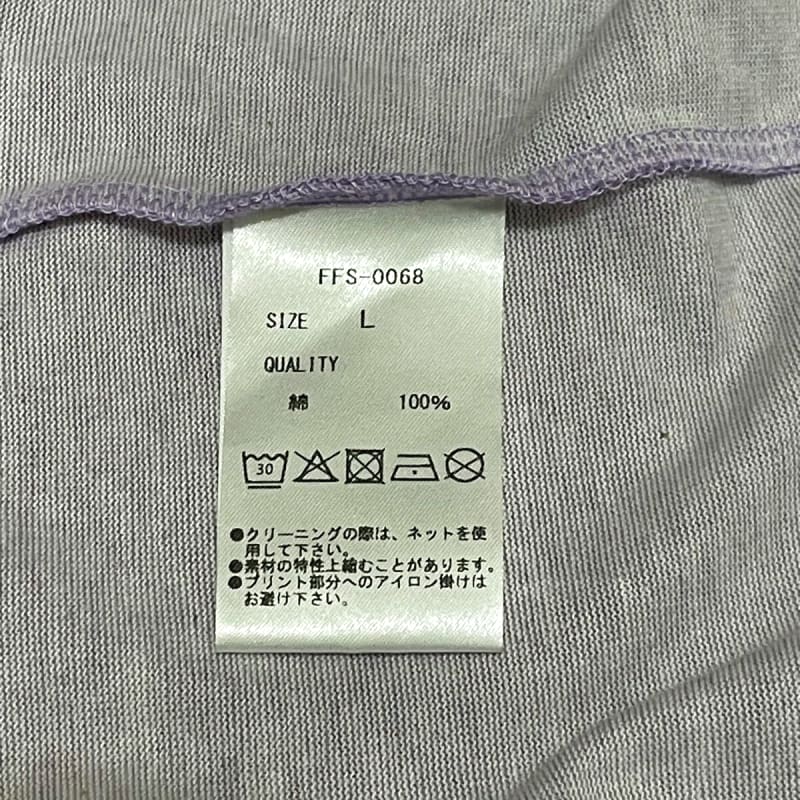 FFS-0068
SIZE L
QUALITY
綿 100%
30
●クリーニングの際は、ネットを使
用して下さい。
●素材の特性上縮むことがあります。
●プリント部分へのアイロン掛けは
お避け下さい。